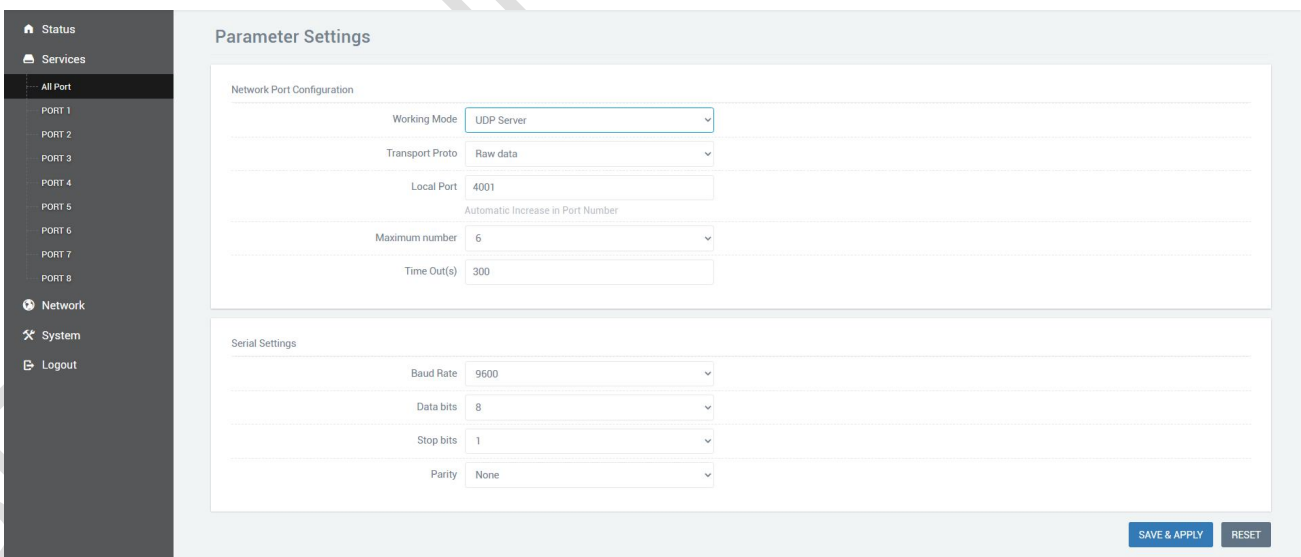 Status
Services
All Port
PORT 1
PORT 2
PORT 3
PORT 4
PORT 5
PORT 6
PORT 7
PORT 8
Network
System
Logout
Parameter Settings
Network Port Configuration
Working Mode UDP Server
Transport Proto Raw data
Local Port 4001
Automatic Increase in Port Number
Maximum number 6
Time Out(s) 300
Serial Settings
Baud Rate 9600
Data bits 8
Stop bits 1
Parity None
SAVE & APPLY RESET